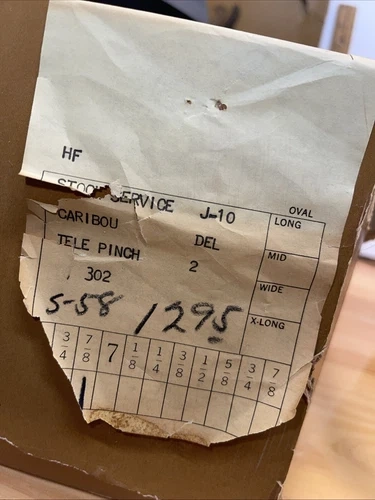 HF
STOCK SERVICE J-10
OVAL
CARIBOU
LONG
TELE PINCH DEL
MID
302 2
WIDE
5-58 1295
X-LONG
3/4 7/8 7 1/8 1/4 3/8 1/2 5/8 3/4 7/8